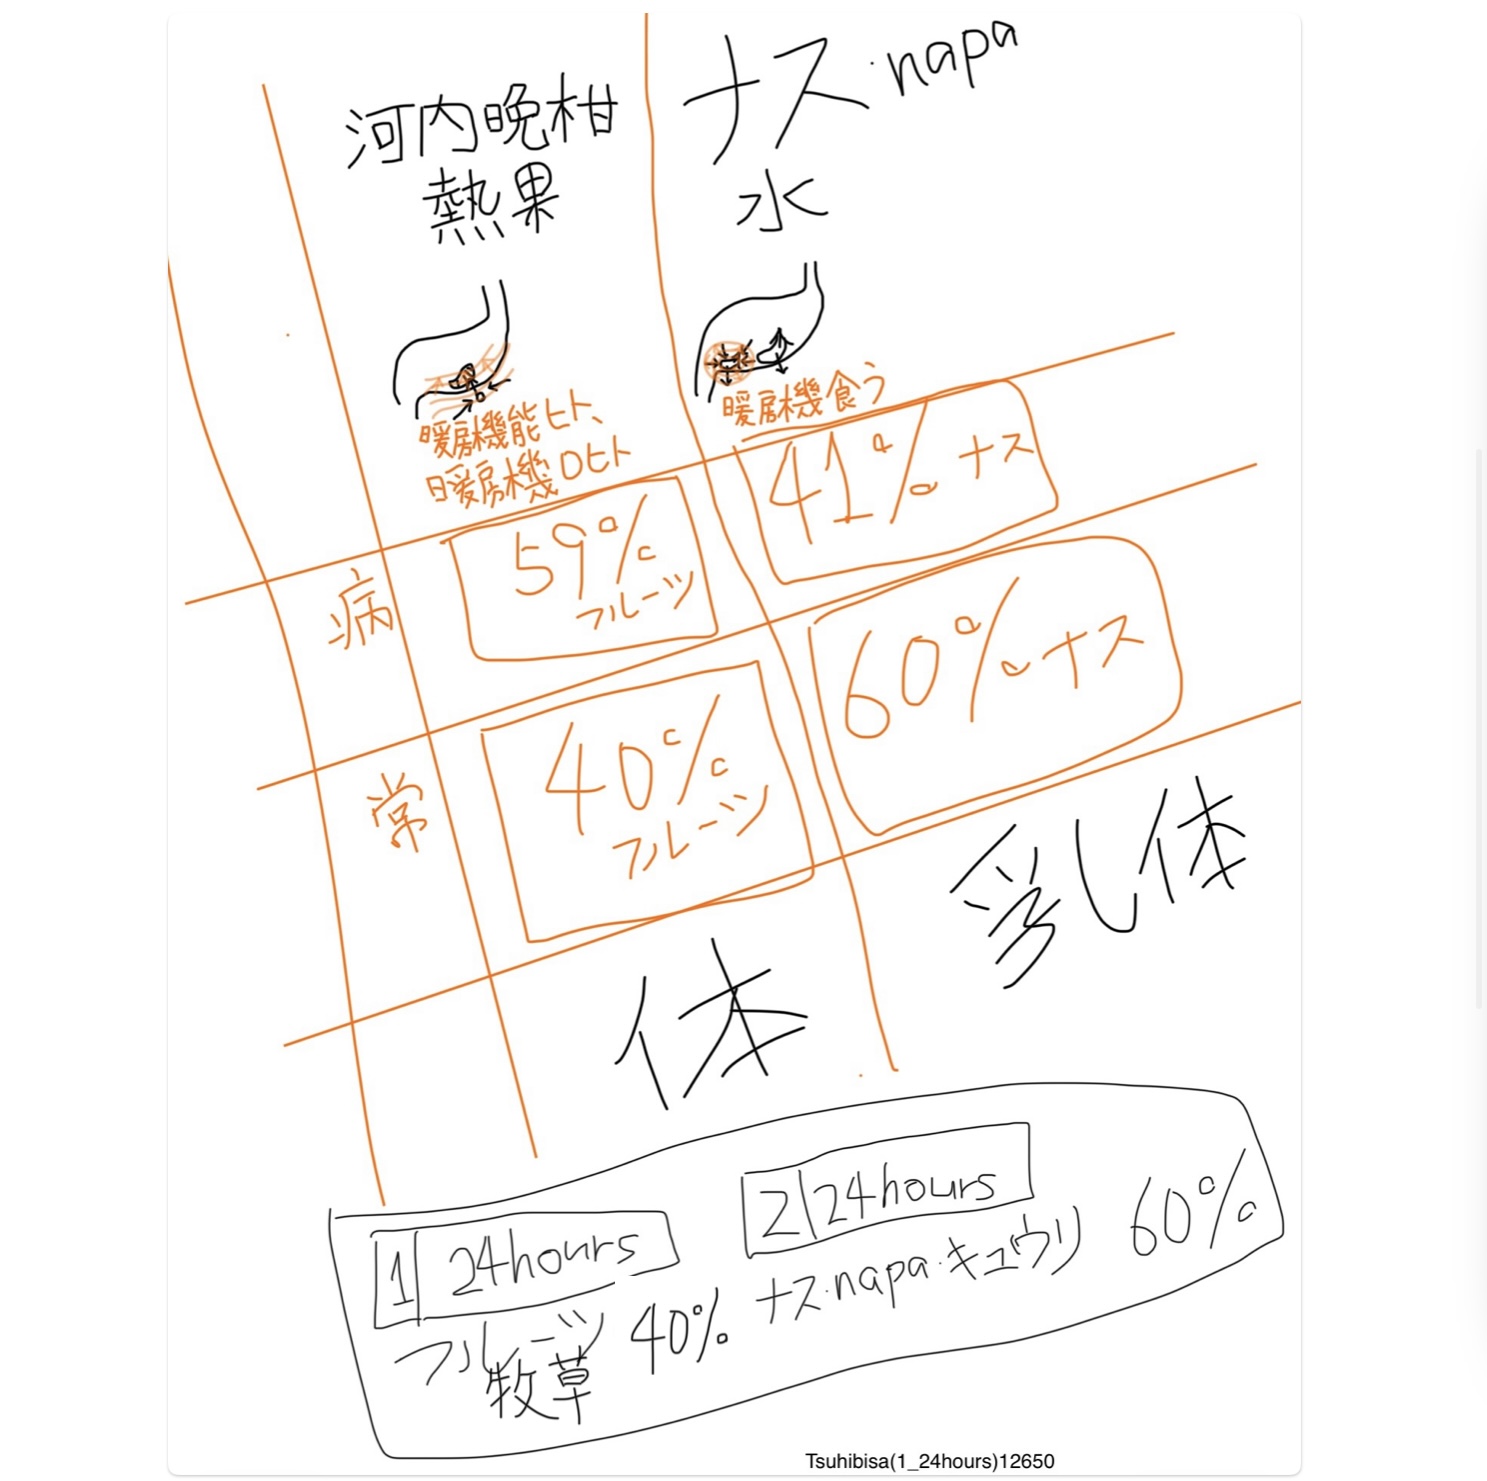 河内晩柑
熱果
ナス・napa
水
暖房機能ヒト、
暖房機口ヒト
暖房機食う
病
59%
フルーツ
41%ナス
常
40%
フルーツ
60%ナス
体
乳体
1 24hours
フルーツ
牧草
40%
2 24hours
ナス・napa・キュウリ
60%
Tsuhibisa(1_24hours)12650